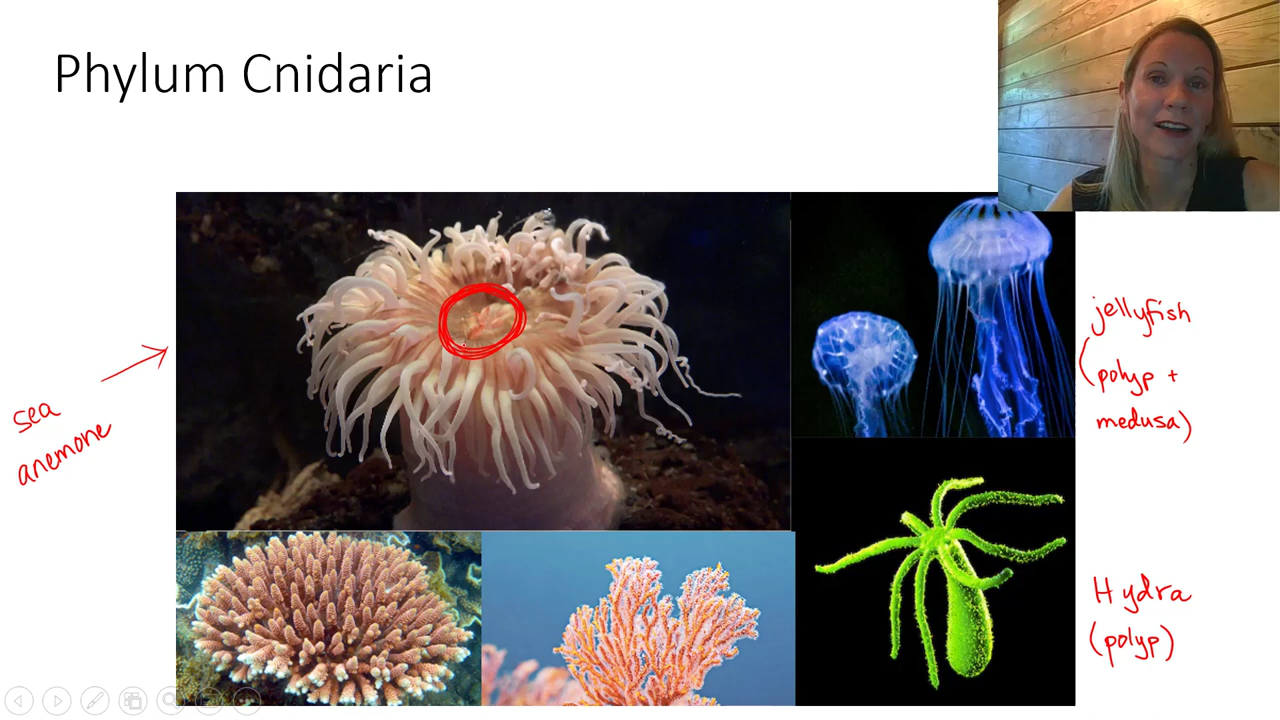 Phylum Cnidaria
jellyfish
(polyp +
medusa)
sea
anemone
Hydra
(polyp)